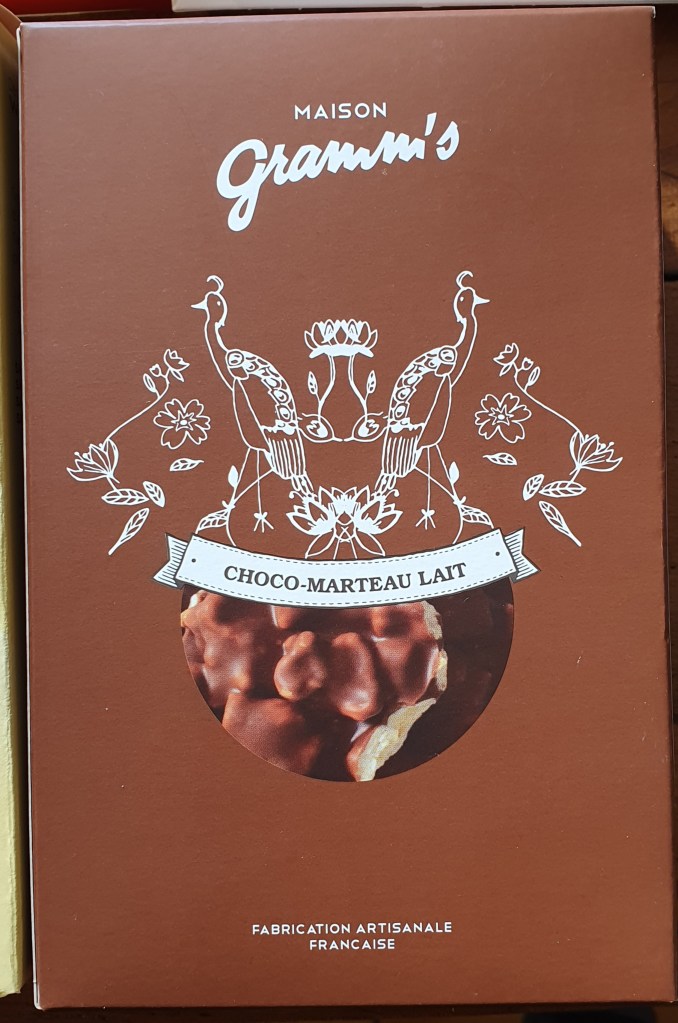 MAISON
Gramm's
CHOCO-MARTEAU LAIT
FABRICATION ARTISANALE
FRANCAISE